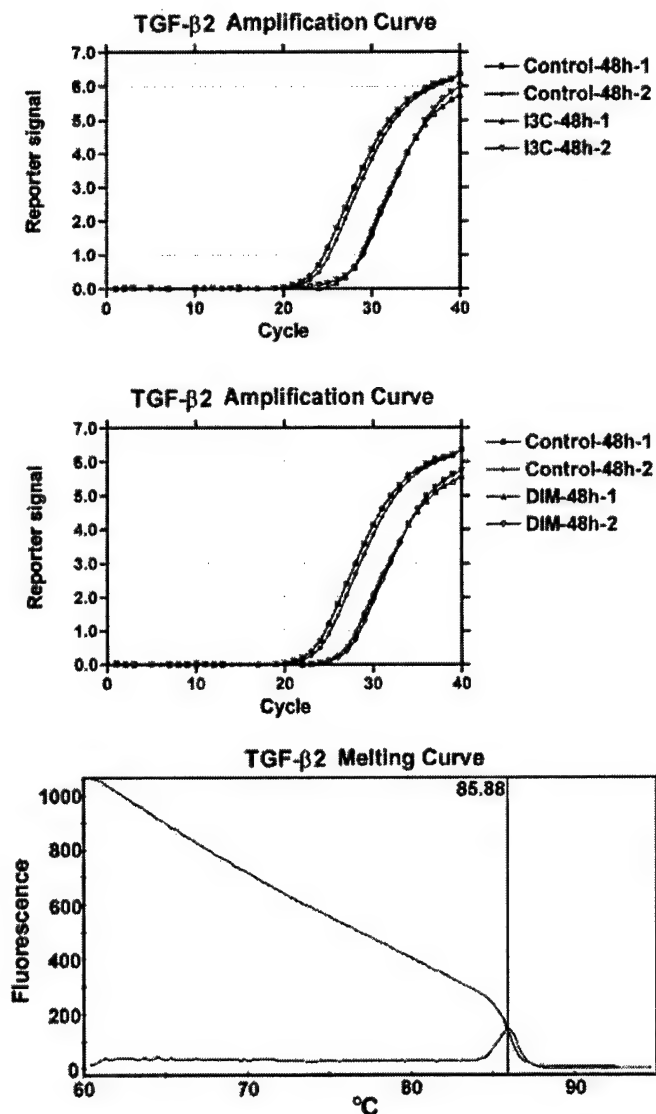 TGF-β2 Amplification Curve
7.0
6.0
5.0
4.0
3.0
2.0
1.0
0.0
Reporter signal
0 10 20 30 40
Cycle
Control-48h-1
Control-48h-2
I3C-48h-1
I3C-48h-2
TGF-β2 Amplification Curve
7.0
6.0
5.0
4.0
3.0
2.0
1.0
0.0
Reporter signal
0 10 20 30 40
Cycle
Control-48h-1
Control-48h-2
DIM-48h-1
DIM-48h-2
TGF-β2 Melting Curve
85.88
1000
800
600
400
200
0
Fluorescence
60 70 80 90
°C